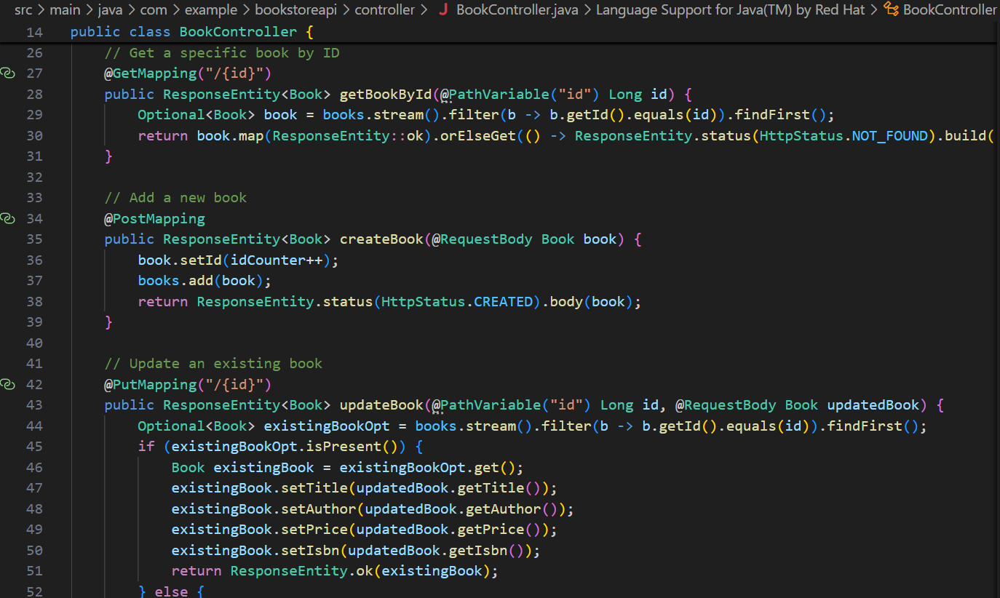 src > main > java > com > example > bookstoreapi > controller > J BookController.java > Language Support for Java(TM) by Red Hat > BookController
14 public class BookController {
26 // Get a specific book by ID
27 @GetMapping("/{id}")
28 public ResponseEntity<Book> getBookById(@PathVariable("id") Long id) {
29 Optional<Book> book = books.stream().filter(b -> b.getId().equals(id)).findFirst();
30 return book.map(ResponseEntity::ok).orElseGet(() -> ResponseEntity.status(HttpStatus.NOT_FOUND).build(
31 }
32
33 // Add a new book
34 @PostMapping
35 public ResponseEntity<Book> createBook(@RequestBody Book book) {
36 book.setId(idCounter++);
37 books.add(book);
38 return ResponseEntity.status(HttpStatus.CREATED).body(book);
39 }
40
41 // Update an existing book
42 @PutMapping("/{id}")
43 public ResponseEntity<Book> updateBook(@PathVariable("id") Long id, @RequestBody Book updatedBook) {
44 Optional<Book> existingBookOpt = books.stream().filter(b -> b.getId().equals(id)).findFirst();
45 if (existingBookOpt.isPresent()) {
46 Book existingBook = existingBookOpt.get();
47 existingBook.setTitle(updatedBook.getTitle());
48 existingBook.setAuthor(updatedBook.getAuthor());
49 existingBook.setPrice(updatedBook.getPrice());
50 existingBook.setIsbn(updatedBook.getIsbn());
51 return ResponseEntity.ok(existingBook);
52 } else {